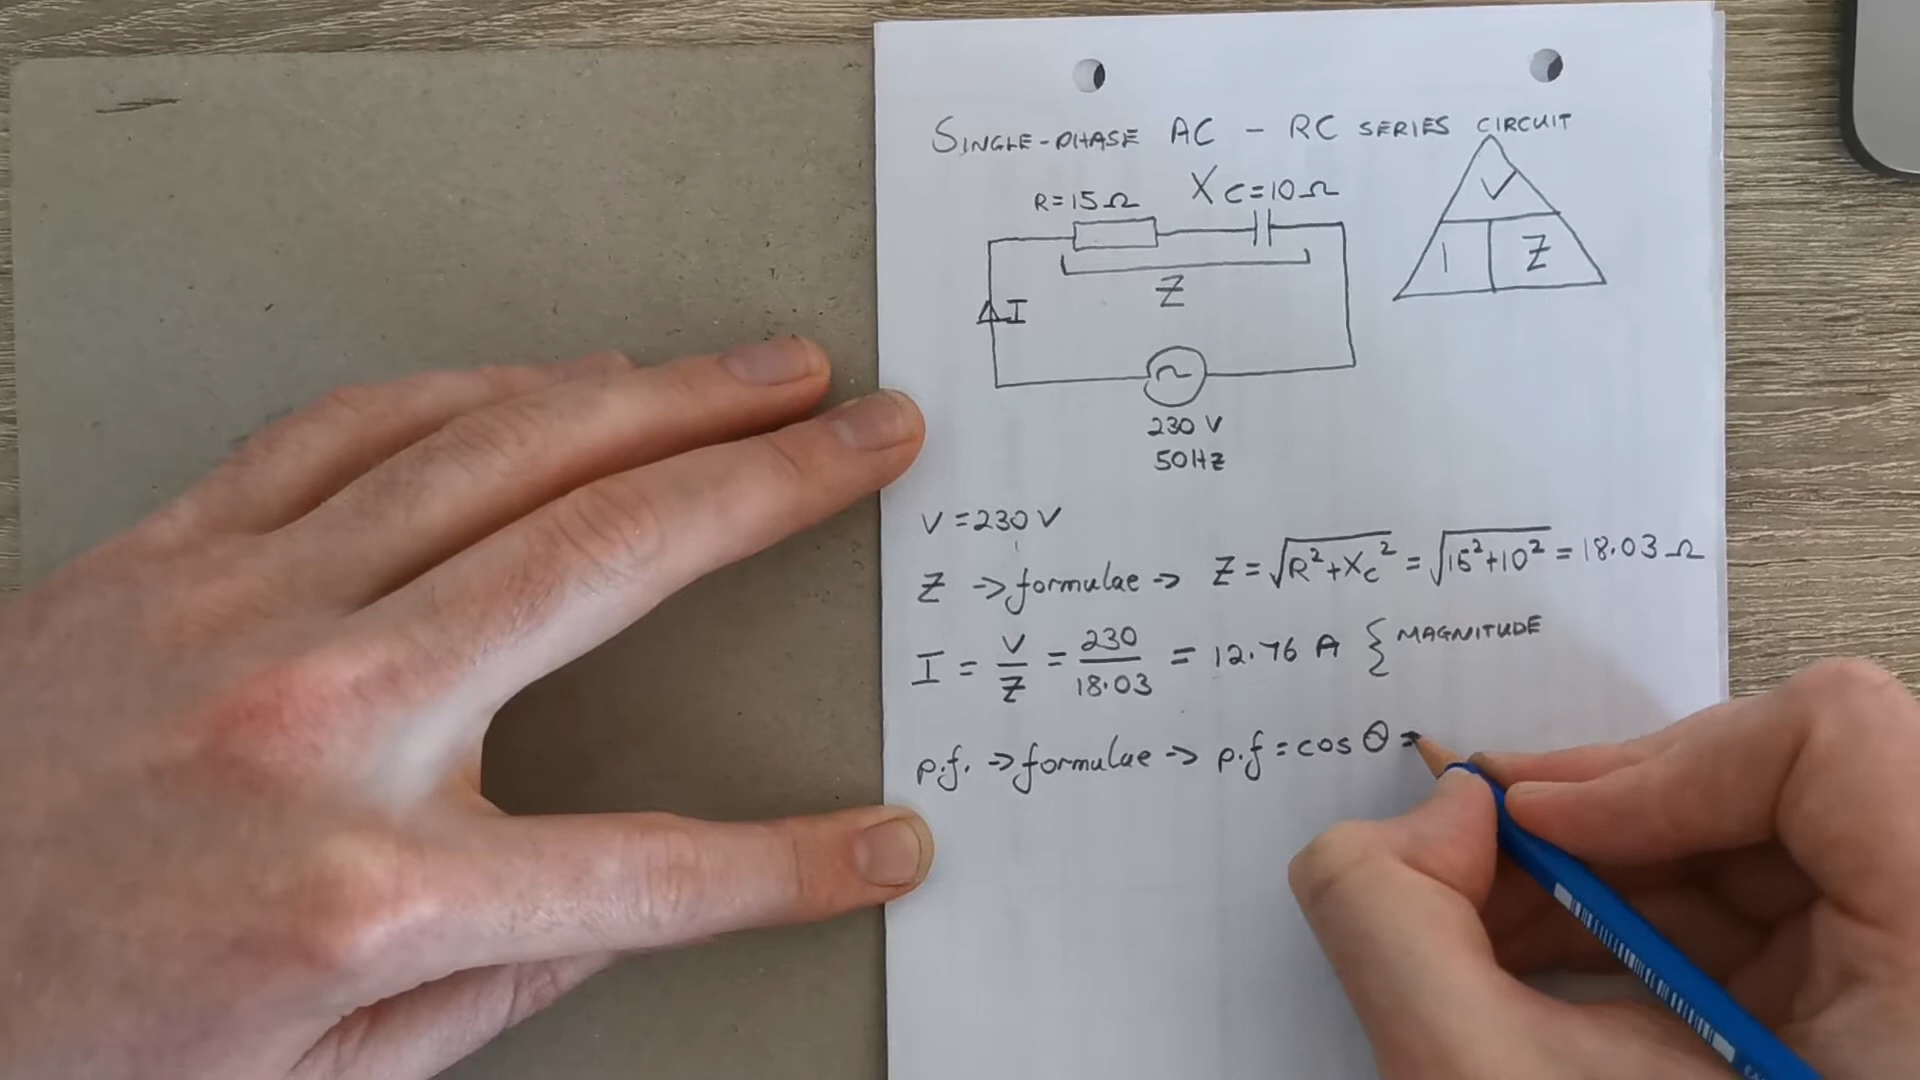 SINGLE-PHASE AC - RC SERIES CIRCUIT
R=15Ω
XC=10Ω
V
I Z
Z
I
230 V
50Hz
V = 230 V
Z -> formulae -> Z = √R²+Xc² = √15²+10² = 18.03 Ω
I = V/Z = 230/18.03 = 12.76 A { MAGNITUDE
p.f. -> formulae -> p.f = cos θ =